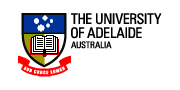 THE UNIVERSITY
OF ADELAIDE
AUSTRALIA
SUB CRUCE LUMEN